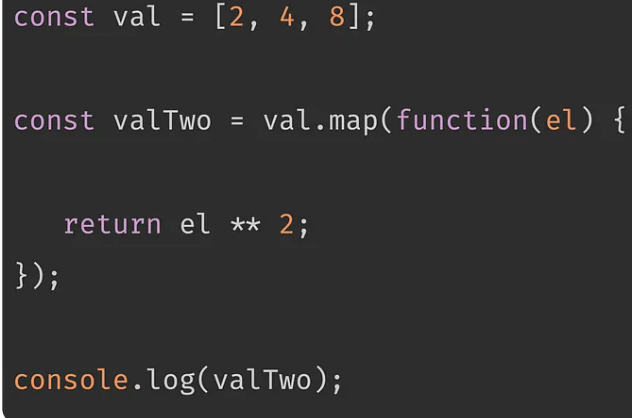 const val = [2, 4, 8];
const valTwo = val.map(function(el) {
return el ** 2;
});
console.log(valTwo);